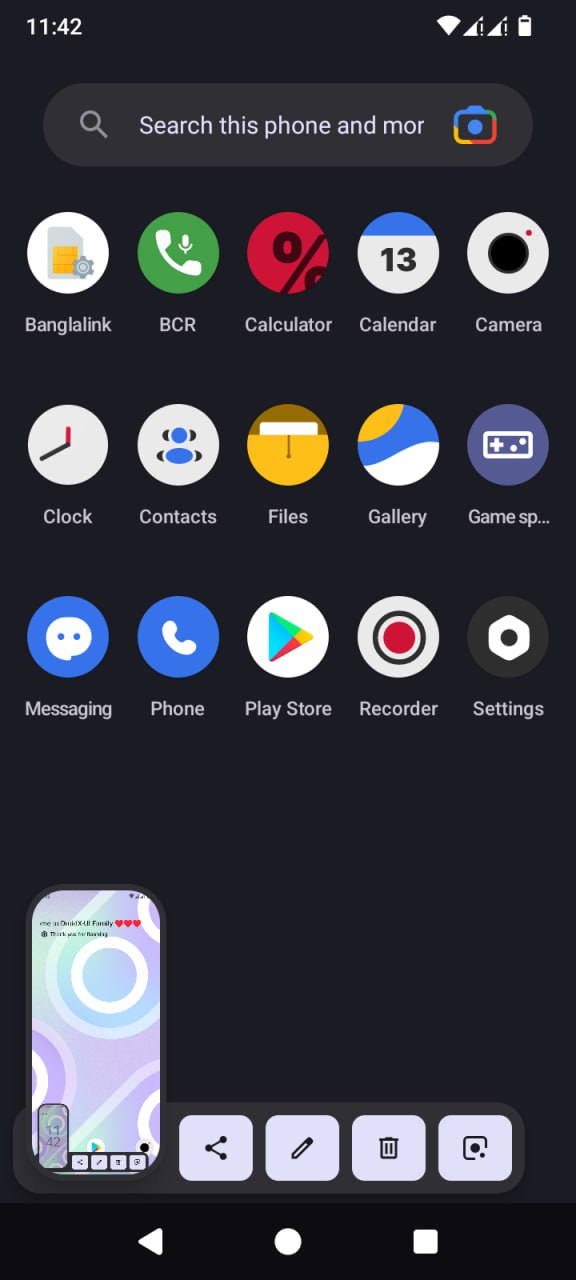 11:42
Search this phone and mor
Banglalink BCR Calculator Calendar Camera
13
Clock Contacts Files Gallery Game sp...
Messaging Phone Play Store Recorder Settings
me to DroidX-UI Family ❤️❤️❤️
Thank you for flashing
11
42